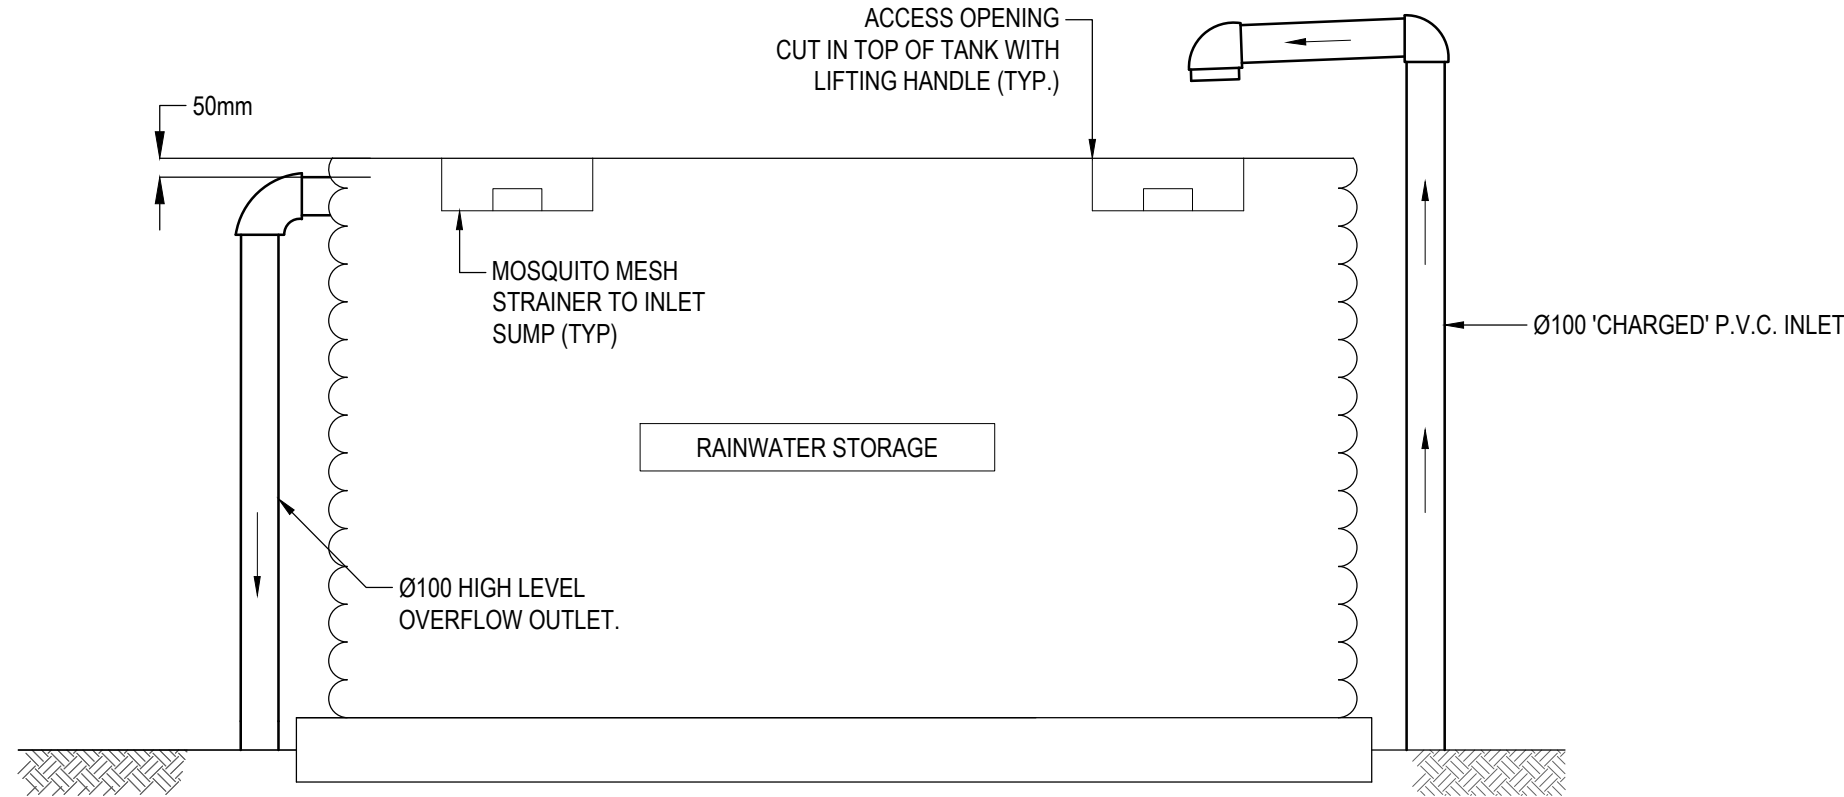 ACCESS OPENING
CUT IN TOP OF TANK WITH
LIFTING HANDLE (TYP.)
50mm
MOSQUITO MESH
STRAINER TO INLET
SUMP (TYP)
Ø100 'CHARGED' P.V.C. INLET
RAINWATER STORAGE
Ø100 HIGH LEVEL
OVERFLOW OUTLET.